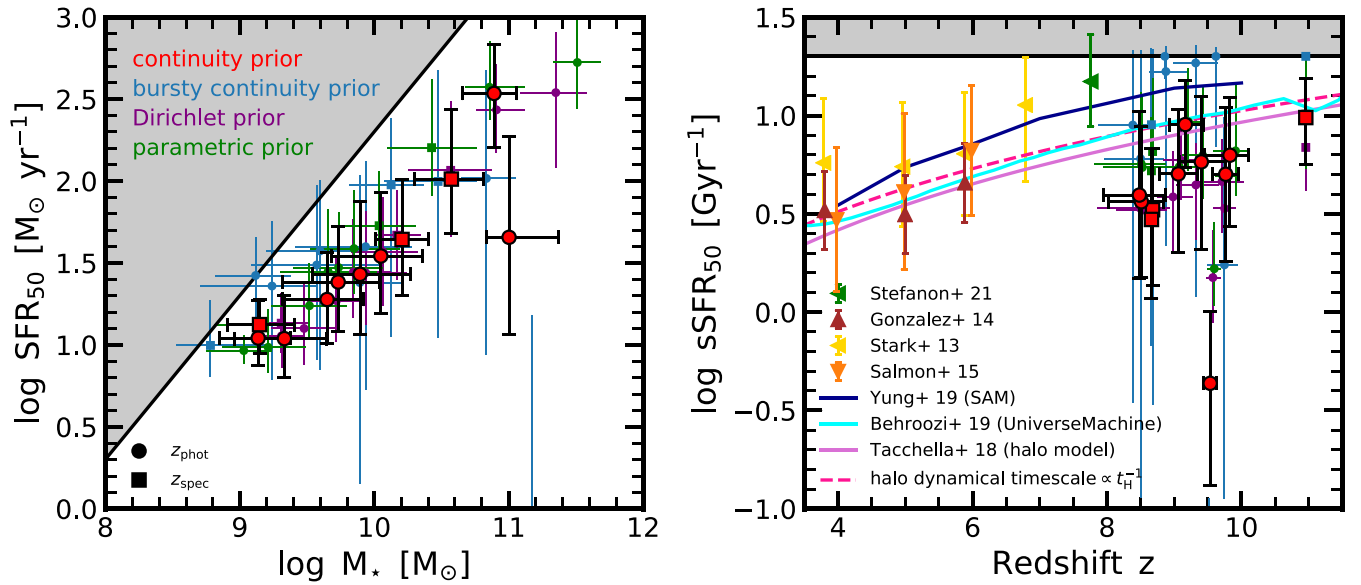 3.0
2.5
2.0
1.5
1.0
0.5
0.0
log SFR₅₀ [M⊙ yr⁻¹]
continuity prior
bursty continuity prior
Dirichlet prior
parametric prior
z_phot
z_spec
8 9 10 11 12
log M⋆ [M⊙]
1.5
1.0
0.5
0.0
−0.5
−1.0
log sSFR₅₀ [Gyr⁻¹]
Stefanon+ 21
Gonzalez+ 14
Stark+ 13
Salmon+ 15
Yung+ 19 (SAM)
Behroozi+ 19 (UniverseMachine)
Tacchella+ 18 (halo model)
halo dynamical timescale ∝ t_H⁻¹
4 6 8 10
Redshift z